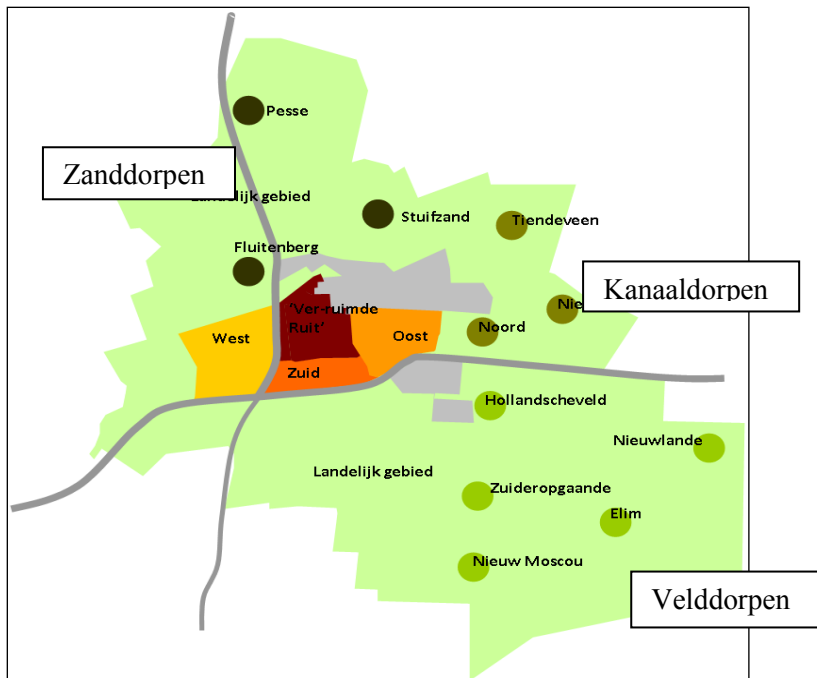 Pesse
Zanddorpen
Landelijk gebied
Stuifzand
Tiendeveen
Fluitenberg
Kanaaldorpen
Nie
'Ver-ruimde
Ruit'
Noord
West
Oost
Zuid
Hollandscheveld
Nieuwlande
Landelijk gebied
Zuideropgaande
Elim
Nieuw Moscou
Velddorpen